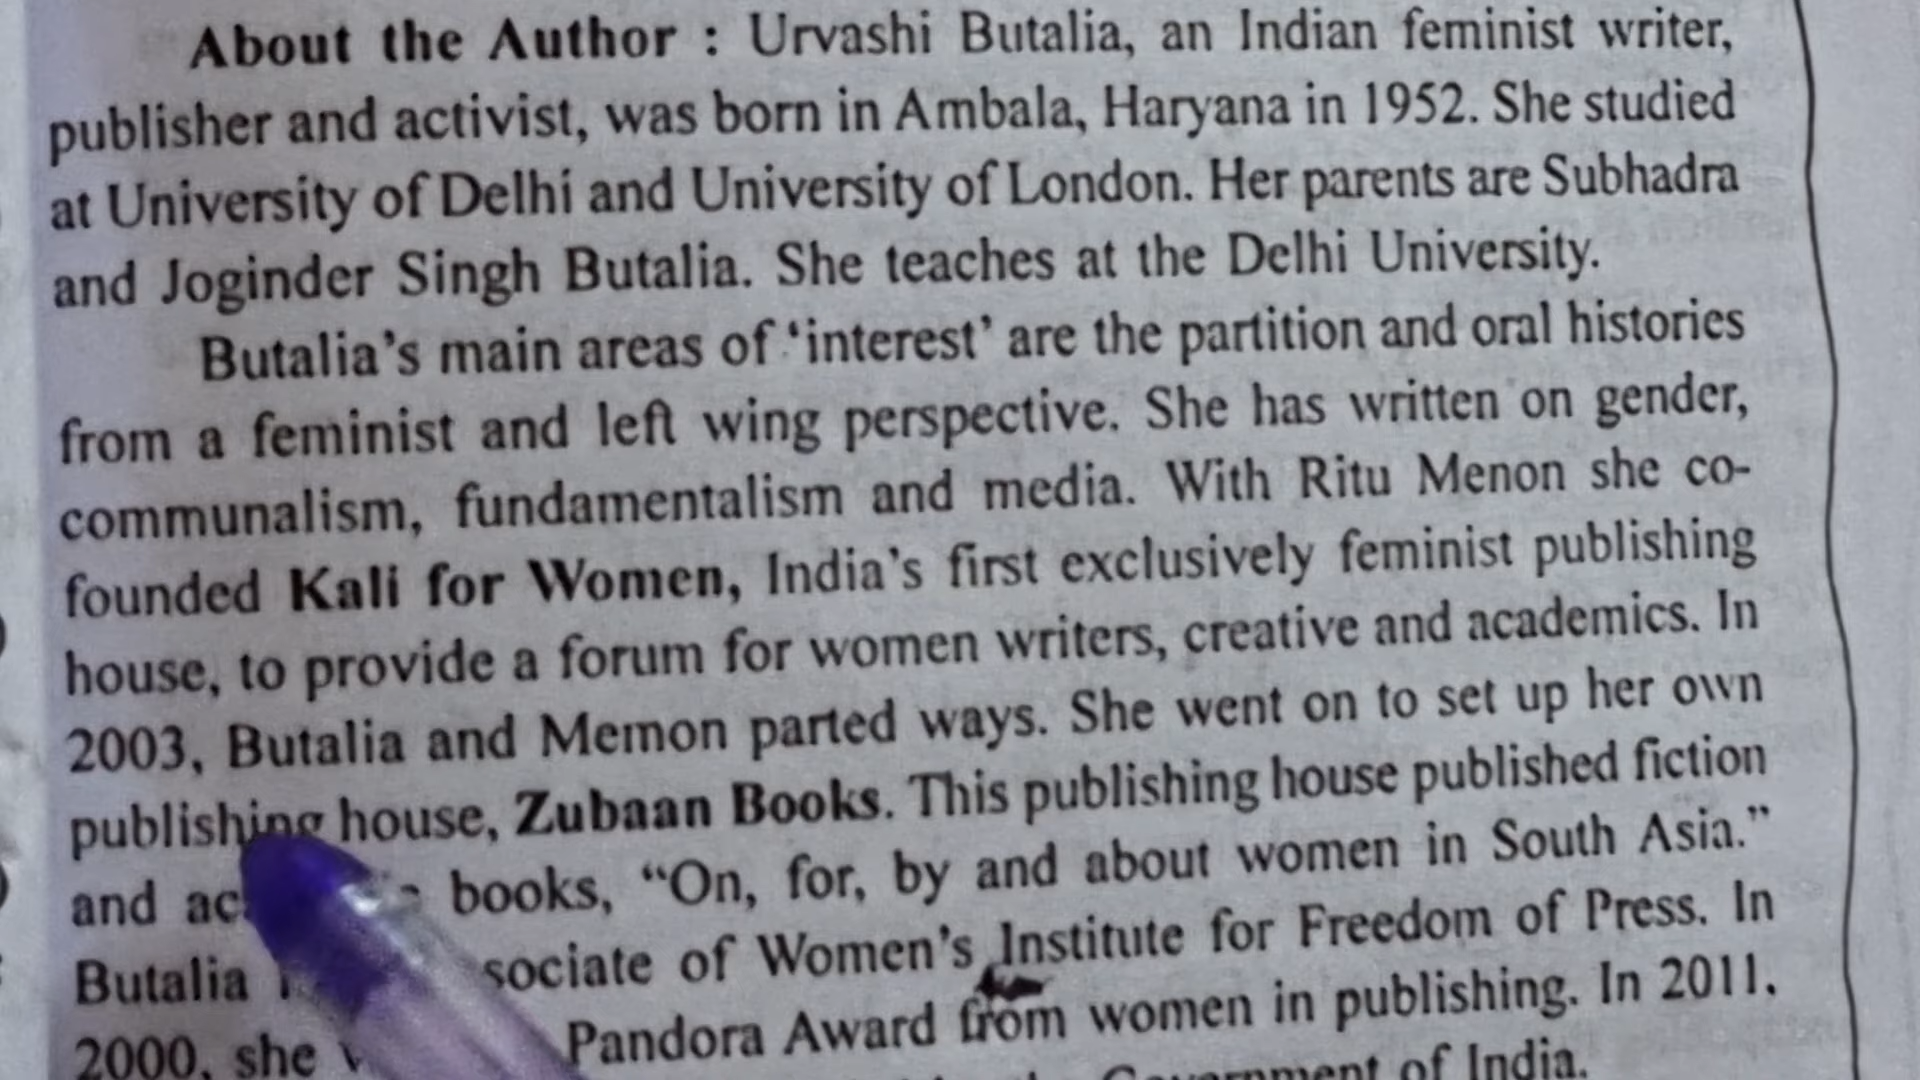 About the Author : Urvashi Butalia, an Indian feminist writer,
publisher and activist, was born in Ambala, Haryana in 1952. She studied
at University of Delhi and University of London. Her parents are Subhadra
and Joginder Singh Butalia. She teaches at the Delhi University.
Butalia's main areas of 'interest' are the partition and oral histories
from a feminist and left wing perspective. She has written on gender,
communalism, fundamentalism and media. With Ritu Menon she co-
founded Kali for Women, India's first exclusively feminist publishing
house, to provide a forum for women writers, creative and academics. In
2003, Butalia and Memon parted ways. She went on to set up her own
publishing house, Zubaan Books. This publishing house published fiction
and books, "On, for, by and about women in South Asia."
Butalia of Women's Institute for Freedom of Press. In
2000, she Pandora Award from women in publishing. In 2011,
Government of India.